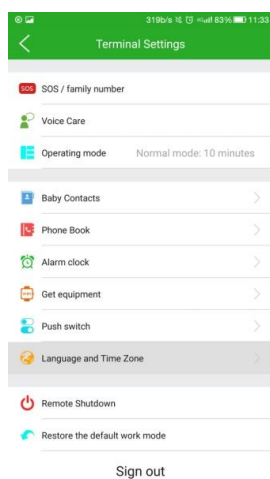 319b/s 4G 83% 11:33
Terminal Settings
SOS SOS / family number
Voice Care
Operating mode Normal mode: 10 minutes
Baby Contacts
Phone Book
Alarm clock
Get equipment
Push switch
Language and Time Zone
Remote Shutdown
Restore the default work mode
Sign out